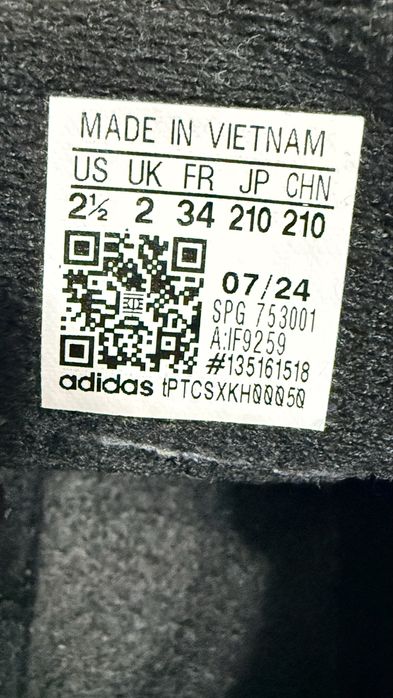 MADE IN VIETNAM
US UK FR JP CHN
2½ 2 34 210 210
07/24
SPG 753001
A:IF9259
#135161518
adidas tPTCSXKH00050